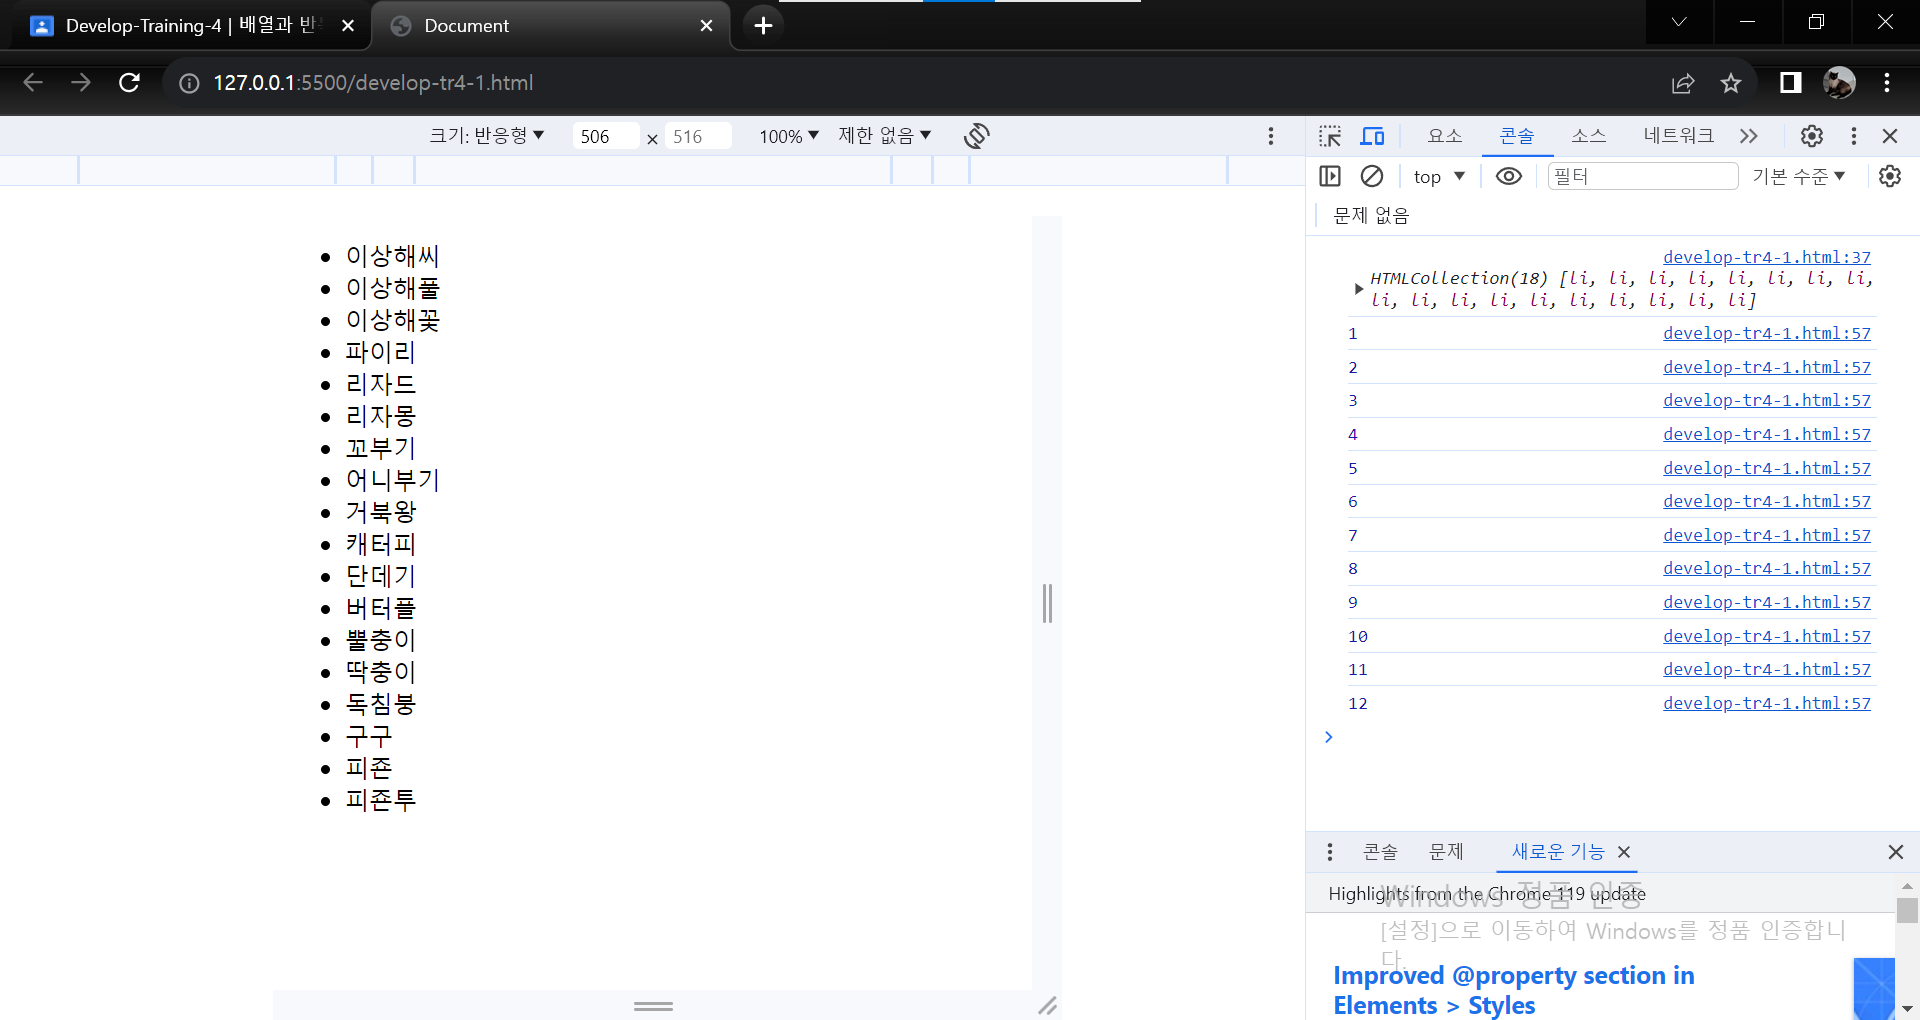 Develop-Training-4 | 배열과 반
Document
127.0.0.1:5500/develop-tr4-1.html
크기: 반응형 506 × 516 100% 제한 없음
요소 콘솔 소스 네트워크
top 필터 기본 수준
문제 없음
이상해씨
이상해풀
이상해꽃
파이리
리자드
리자몽
꼬부기
어니부기
거북왕
캐터피
단데기
버터플
뿔충이
딱충이
독침붕
구구
피죤
피죤투
develop-tr4-1.html:37
HTMLCollection(18) [li, li, li, li, li, li, li, li,
li, li, li, li, li, li, li, li, li, li]
1 develop-tr4-1.html:57
2 develop-tr4-1.html:57
3 develop-tr4-1.html:57
4 develop-tr4-1.html:57
5 develop-tr4-1.html:57
6 develop-tr4-1.html:57
7 develop-tr4-1.html:57
8 develop-tr4-1.html:57
9 develop-tr4-1.html:57
10 develop-tr4-1.html:57
11 develop-tr4-1.html:57
12 develop-tr4-1.html:57
콘솔 문제 새로운 기능
Highlights from the Chrome 119 update
Windows 정품 인증
[설정]으로 이동하여 Windows를 정품 인증합니
다.
Improved @property section in
Elements > Styles